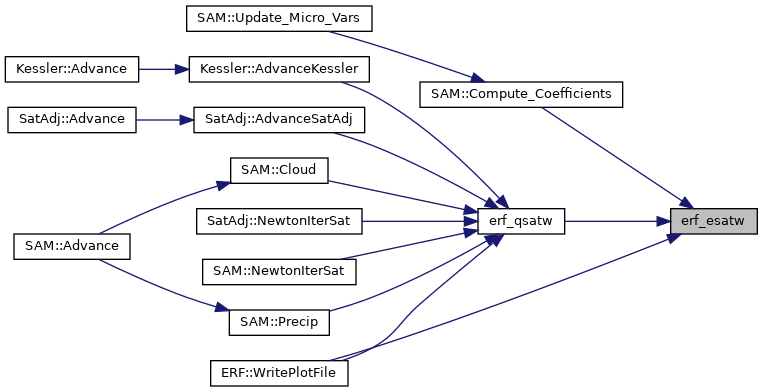 SAM::Update_Micro_Vars
Kessler::Advance
Kessler::AdvanceKessler
SAM::Compute_Coefficients
SatAdj::Advance
SatAdj::AdvanceSatAdj
SAM::Cloud
SatAdj::NewtonIterSat
erf_qsatw
erf_esatw
SAM::Advance
SAM::NewtonIterSat
SAM::Precip
ERF::WritePlotFile